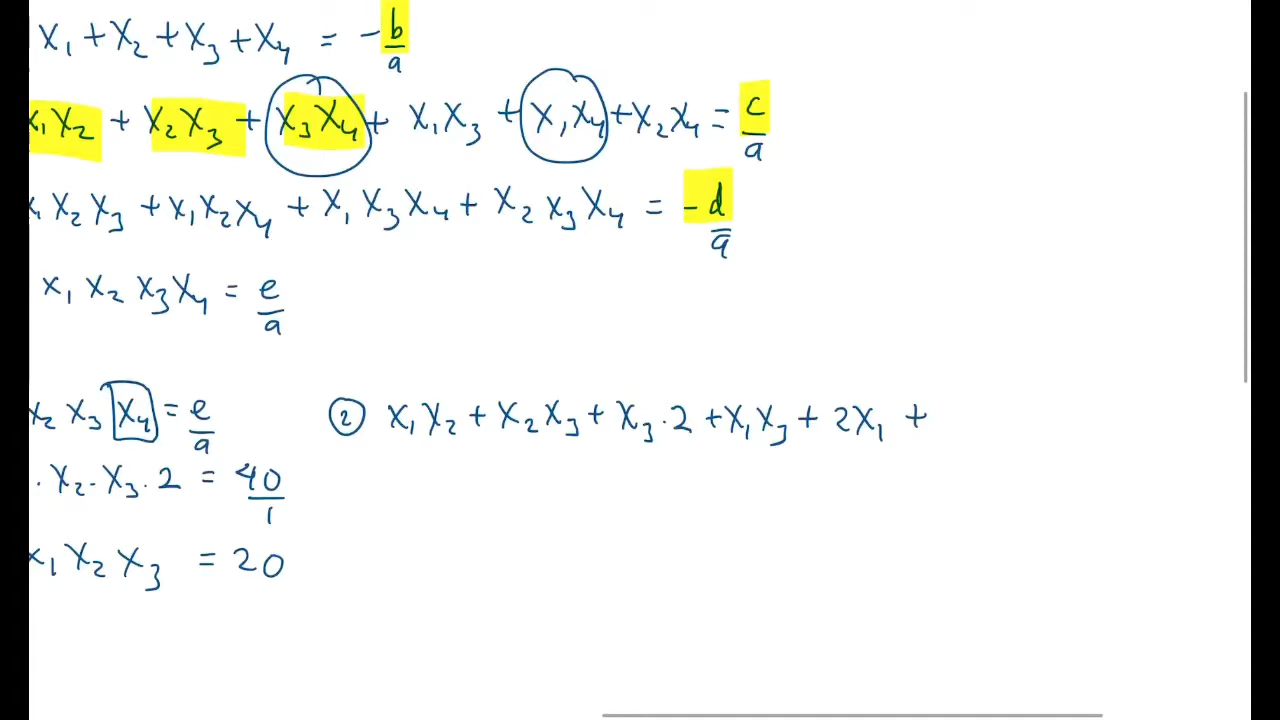 x₁ + x₂ + x₃ + x₄ = - b/a
x₁x₂ + x₂x₃ + x₃x₄ + x₁x₃ + x₁x₄ + x₂x₄ = c/a
x₁x₂x₃ + x₁x₂x₄ + x₁x₃x₄ + x₂x₃x₄ = - d/a
x₁x₂x₃x₄ = e/a
x₂x₃x₄ = e/a
· x₂ · x₃ · 2 = 40/1
x₁x₂x₃ = 20
② x₁x₂ + x₂x₃ + x₃ · 2 + x₁x₃ + 2x₁ +